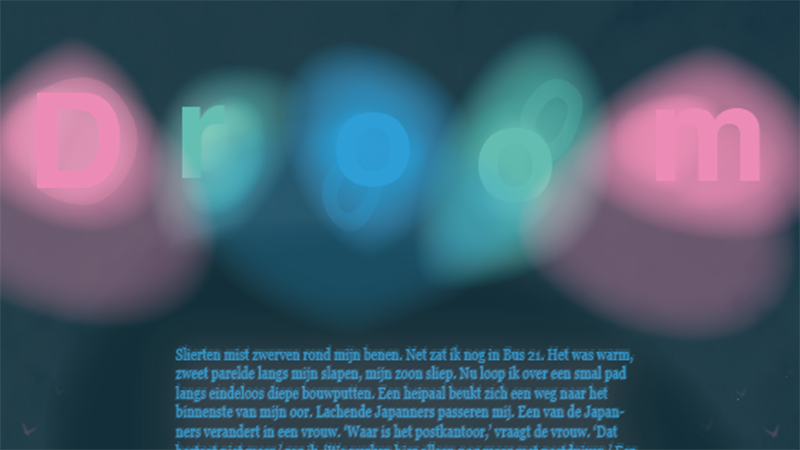 Droom
Slierten mist zwerven rond mijn benen. Net zat ik nog in Bus 21. Het was warm,
zweet parelde langs mijn slapen, mijn zoon sliep. Nu loop ik over een smal pad
langs eindeloos diepe bouwputten. Een heipaal beukt zich een weg naar het
binnenste van mijn oor. Lachende Japanners passeren mij. Een van de Japan-
ners verandert in een vrouw. ‘Waar is het postkantoor,’ vraagt de vrouw. ‘Dat